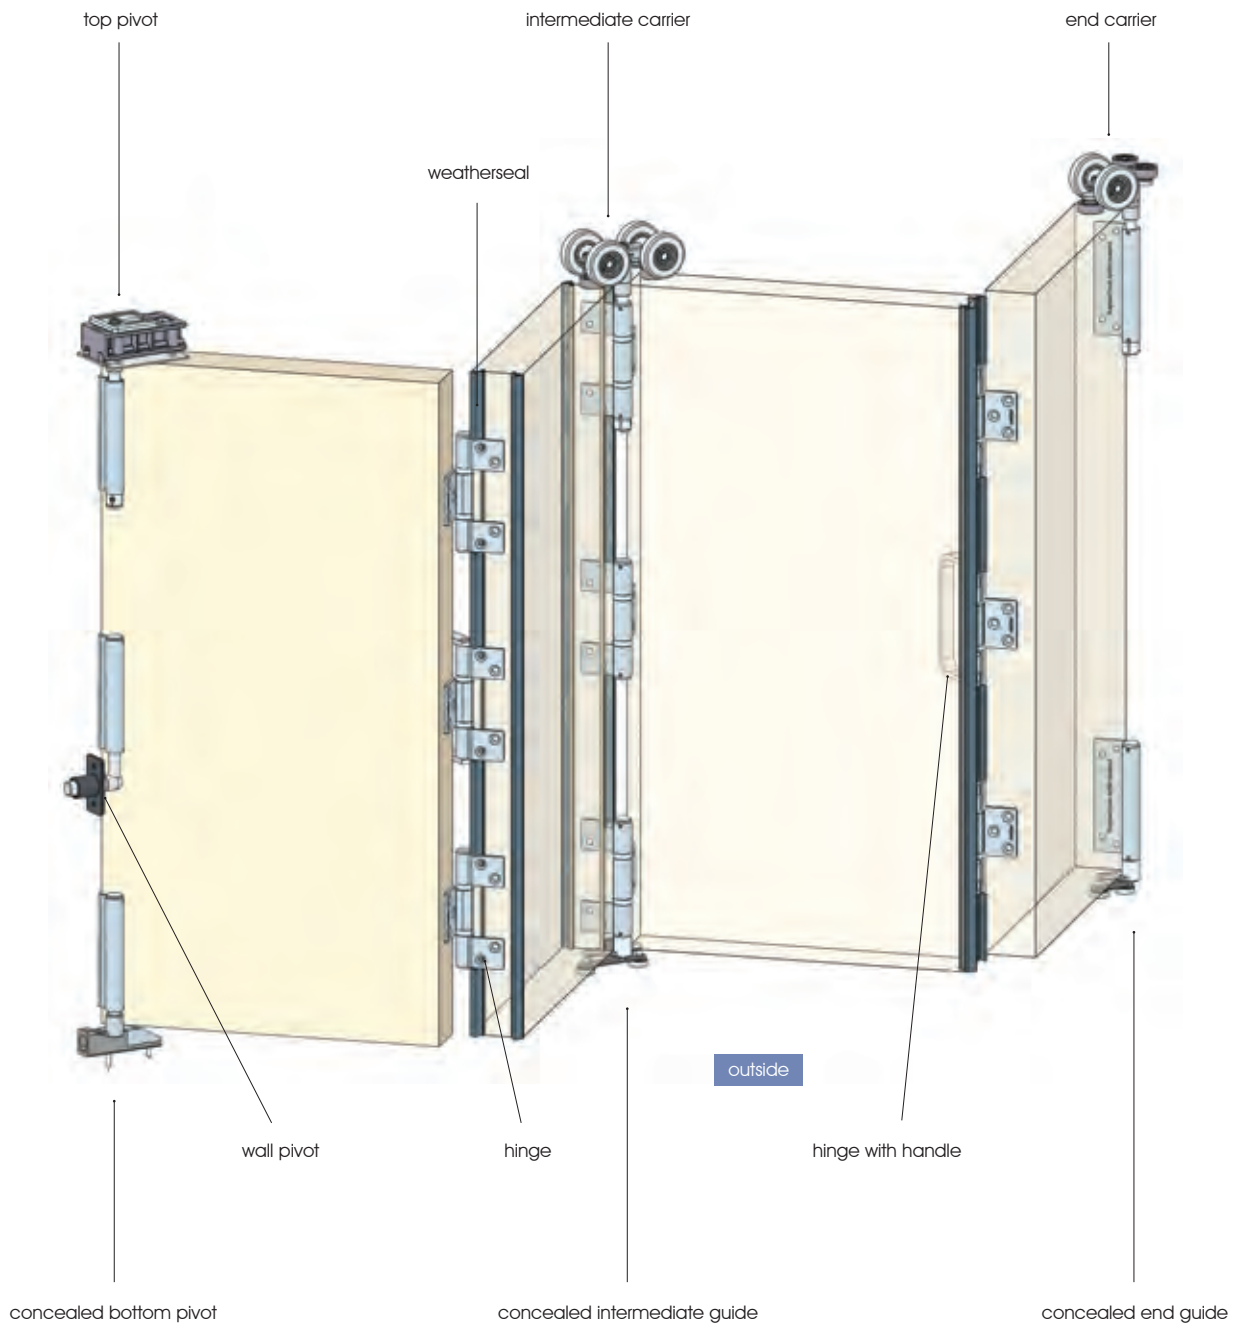 top pivot
intermediate carrier
end carrier
weatherseal
outside
wall pivot
hinge
hinge with handle
concealed bottom pivot
concealed intermediate guide
concealed end guide